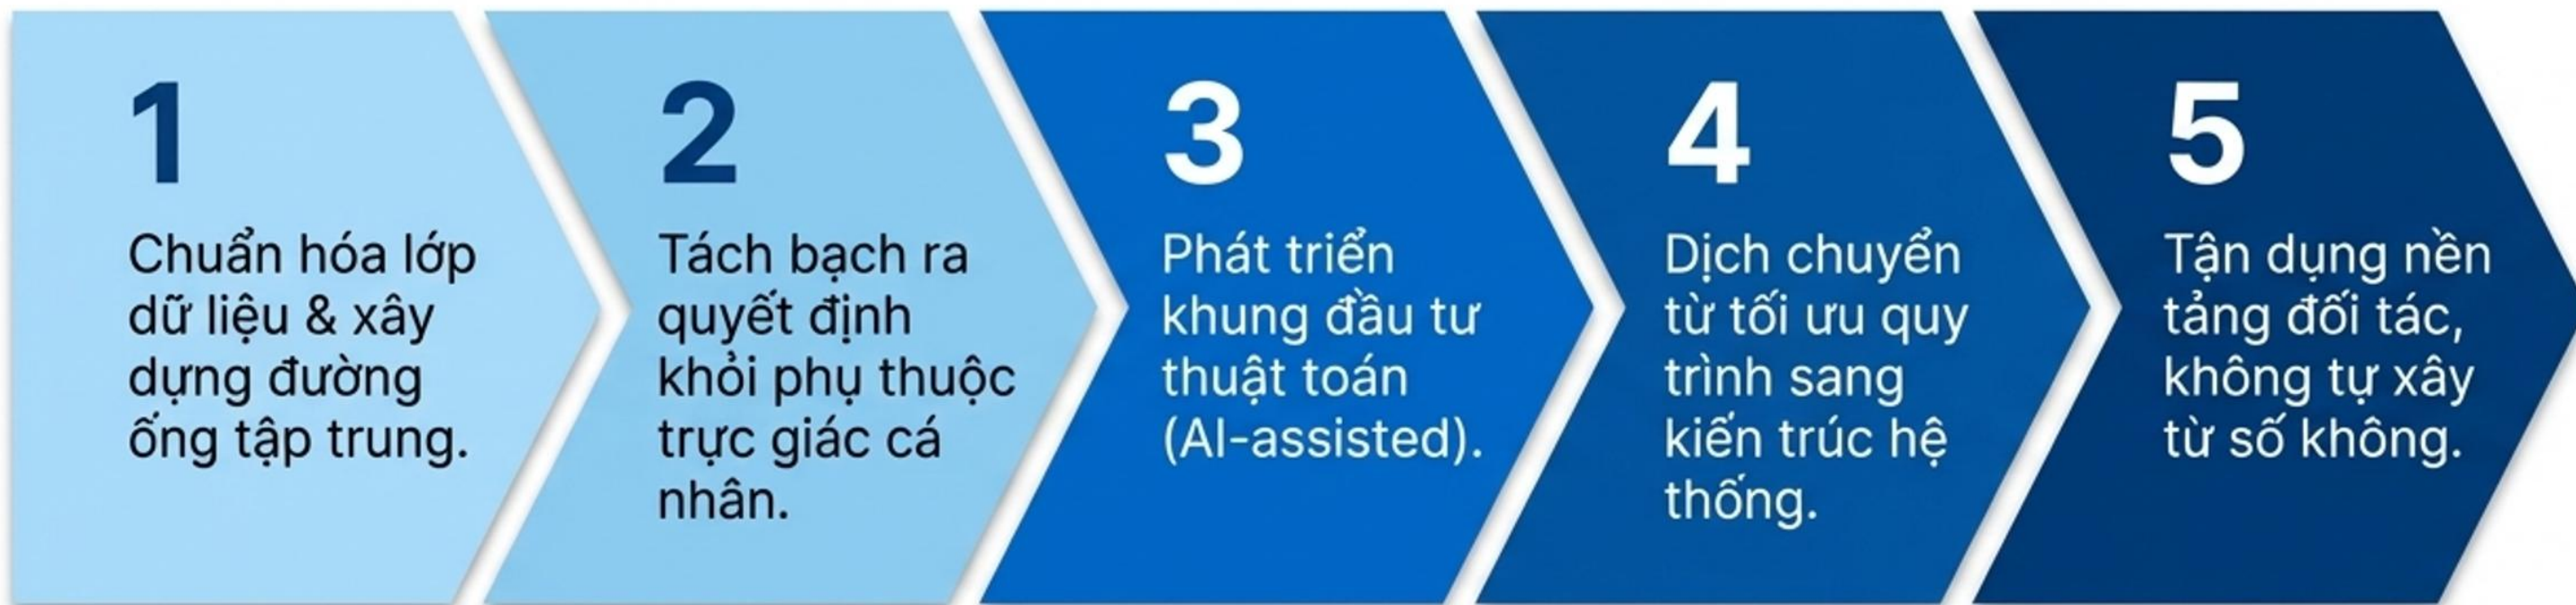 1
Chuẩn hóa lớp
dữ liệu & xây
dựng đường
ống tập trung.
2
Tách bạch ra
quyết định
khỏi phụ thuộc
trực giác cá
nhân.
3
Phát triển
khung đầu tư
thuật toán
(AI-assisted).
4
Dịch chuyển
từ tối ưu quy
trình sang
kiến trúc hệ
thống.
5
Tận dụng nền
tảng đối tác,
không tự xây
từ số không.